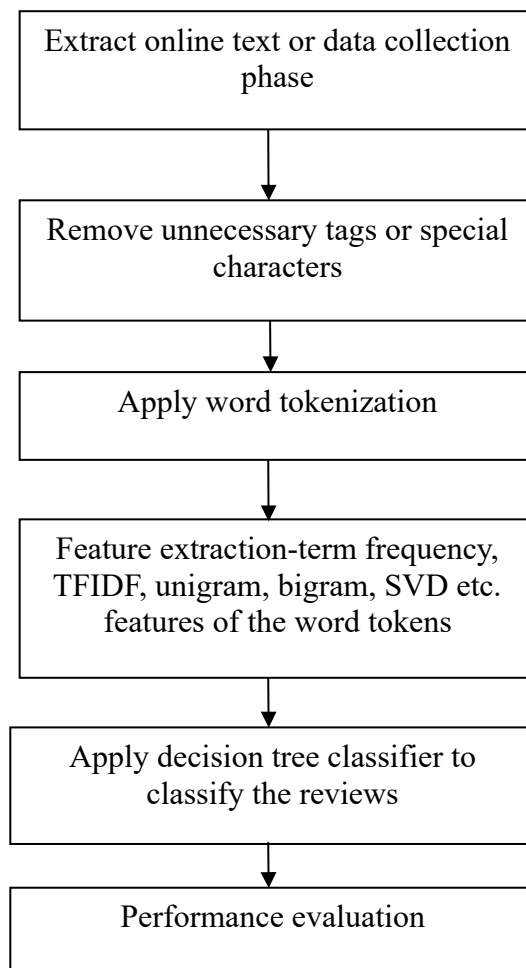 Extract online text or data collection
phase
Remove unnecessary tags or special
characters
Apply word tokenization
Feature extraction-term frequency,
TFIDF, unigram, bigram, SVD etc.
features of the word tokens
Apply decision tree classifier to
classify the reviews
Performance evaluation